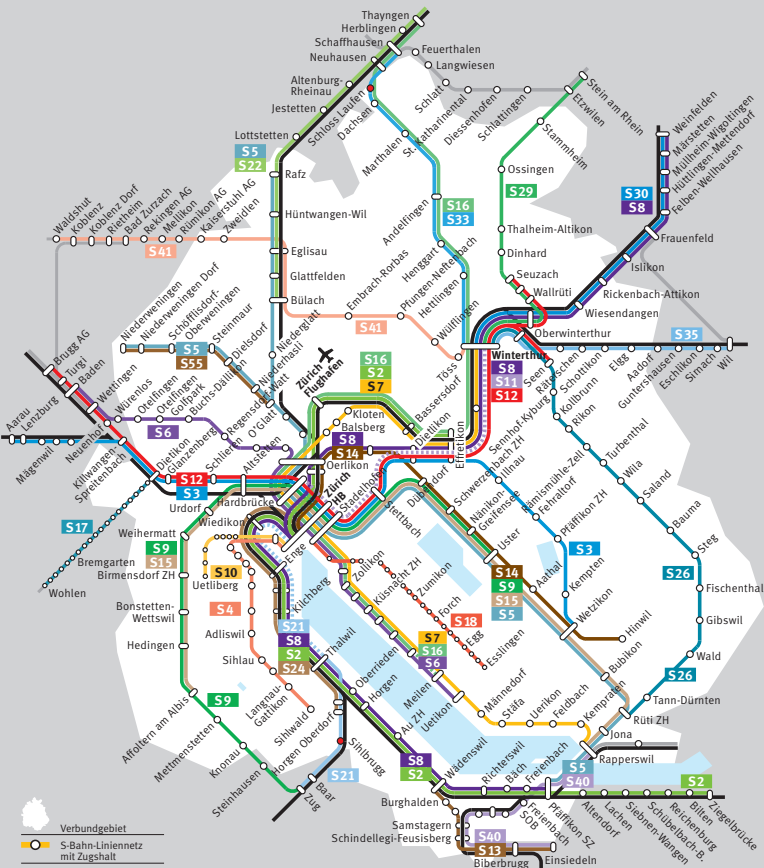 Thayngen
Herblingen
Schaffhausen
Neuhausen
Feuerthalen
Langwiesen
Altenburg-
Rheinau
Schloss Laufen
Dachsen
Schlatt
St. Katharinental
Diessenhofen
Schlattingen
Stein am Rhein
Etzwilen
Jestetten
Lottstetten
S5
S22
Marthalen
Stammheim
Weinfelden
Märstetten
Müllheim-Wigoltingen
Hüttlingen-Mettendorf
Felben-Wellhausen
Rafz
Ossingen
S29
S30
S8
Waldshut
Koblenz
Koblenz Dorf
Rietheim
Bad Zurzach
Rekingen AG
Mellikon
Rümikon AG
Kaiserstuhl AG
Zweidlen
S41
Hüntwangen-Wil
Andelfingen
S16
S33
Thalheim-Altikon
Frauenfeld
Eglisau
Henggart
Dinhard
Islikon
Glattfelden
Embrach-Rorbas
Pfungen-Neftenbach
Hettlingen
Seuzach
Wallrüti
Rickenbach-Attikon
Bülach
Wiesendangen
Niederweningen
Niederweningen Dorf
Schöfflisdorf-
Oberweningen
Steinmaur
Dielsdorf
Niederglatt
Niederhasli
S41
Wülflingen
Oberwinterthur
S35
S5
S55
Töss
Winterthur
S8
S11
S12
Seen
Rätterschen
Schottikon
Elgg
Aadorf
Guntershausen
Eschlikon
Sirnach
Wil
Brugg AG
Turgi
Baden
Wettingen
Würenlos
Otelfingen
Otelfingen
Golfpark
Buchs-Dällikon
Regensdorf-Watt
Zürich
Flughafen
S16
S2
S7
Kloten
Balsberg
Bassersdorf
Dietlikon
Effretikon
Sennhof-Kyburg
Kollbrunn
Rikon
Aarau
Lenzburg
Mägenwil
Neuenhof
Killwangen-
Spreitenbach
S6
Dietikon
Glanzenberg
Schlieren
O'Glatt
Altstetten
S8
S14
Oerlikon
Zürich
HB
Stadelhofen
Stettbach
Dübendorf
Schwerzenbach ZH
Nänikon-
Greifensee
Illnau
Rämismühle-Zell
Fehraltorf
Turbenthal
Wila
Saland
S12
S3
Urdorf
Hardbrücke
Wiedikon
S17
Weihermatt
Uster
Pfäffikon ZH
Bauma
S9
S15
Enge
S3
Steg
Bremgarten
Birmensdorf ZH
S10
Uetliberg
Zollikon
Küsnacht ZH
Zumikon
S14
S9
S15
S5
Aathal
Kempten
S26
Fischenthal
Wohlen
Bonstetten-
Wettswil
S4
Kilchberg
Forch
S18
Egg
Wetzikon
Hinwil
Gibswil
Adliswil
S21
S8
S2
S24
S7
S16
S6
Esslingen
Bubikon
Wald
Hedingen
Sihlau
Thalwil
S26
Langnau-
Gattikon
Oberrieden
Horgen
Meilen
Uetikon
Männedorf
Stäfa
Uerikon
Feldbach
Kempraten
Tann-Dürnten
Affoltern am Albis
S9
Sihlwald
Horgen Oberdorf
Au ZH
Rüti ZH
Mettmenstetten
Sihlbrugg
Jona
Knonau
S8
S2
Wädenswil
Richterswil
Bäch
Freienbach
S5
S40
Rapperswil
Steinhausen
S21
Baar
Zug
S2
Burghalden
Samstagern
Schindellegi-Feusisberg
Freienbach
SOB
Pfäffikon SZ
Altendorf
Lachen
Siebnen-Wangen
Schübelbach-B.
Reichenburg
Bilten
Ziegelbrücke
S40
S13
Biberbrugg
Einsiedeln
Verbundgebiet
S-Bahn-Liniennetz
mit Zugshalt